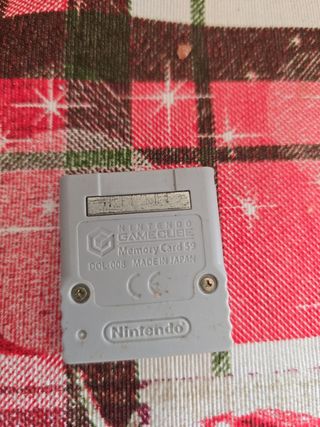 NINTENDO
GAMECUBE
Memory Card 59
DOL-008 MADE IN JAPAN
CE
Nintendo